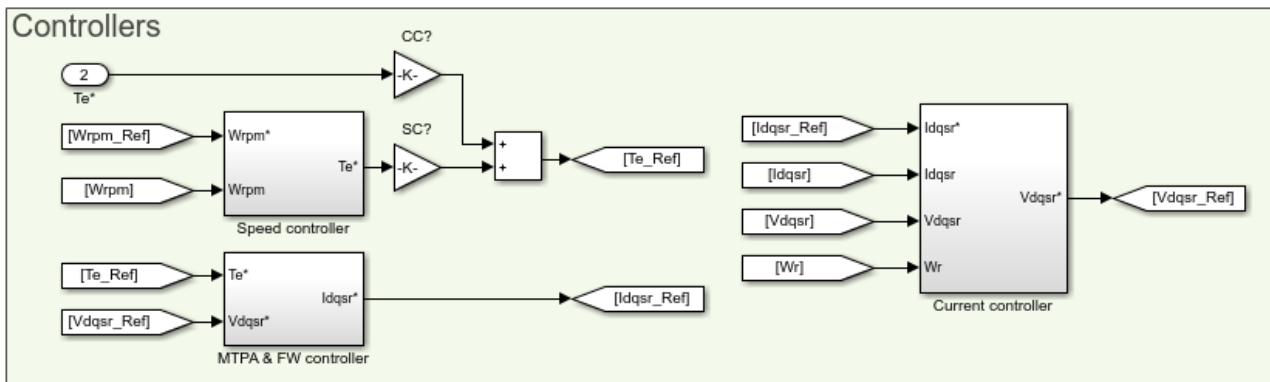 Controllers
CC?
2
-K-
Te*
[Wrpm_Ref]
Wrpm*
SC?
+
[Te_Ref]
Te*
-K-
+
[Wrpm]
Wrpm
Speed controller
[Te_Ref]
Te*
Idqsr*
[Idqsr_Ref]
[Vdqsr_Ref]
Vdqsr*
MTPA & FW controller
[Idqsr_Ref]
Idqsr*
[Idqsr]
Idqsr
Vdqsr*
[Vdqsr_Ref]
[Vdqsr]
Vdqsr
[Wr]
Wr
Current controller